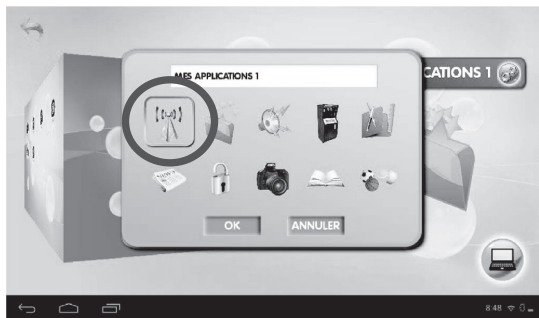 MES APPLICATIONS 1
CATIONS 1
OK
ANNULER
8:48